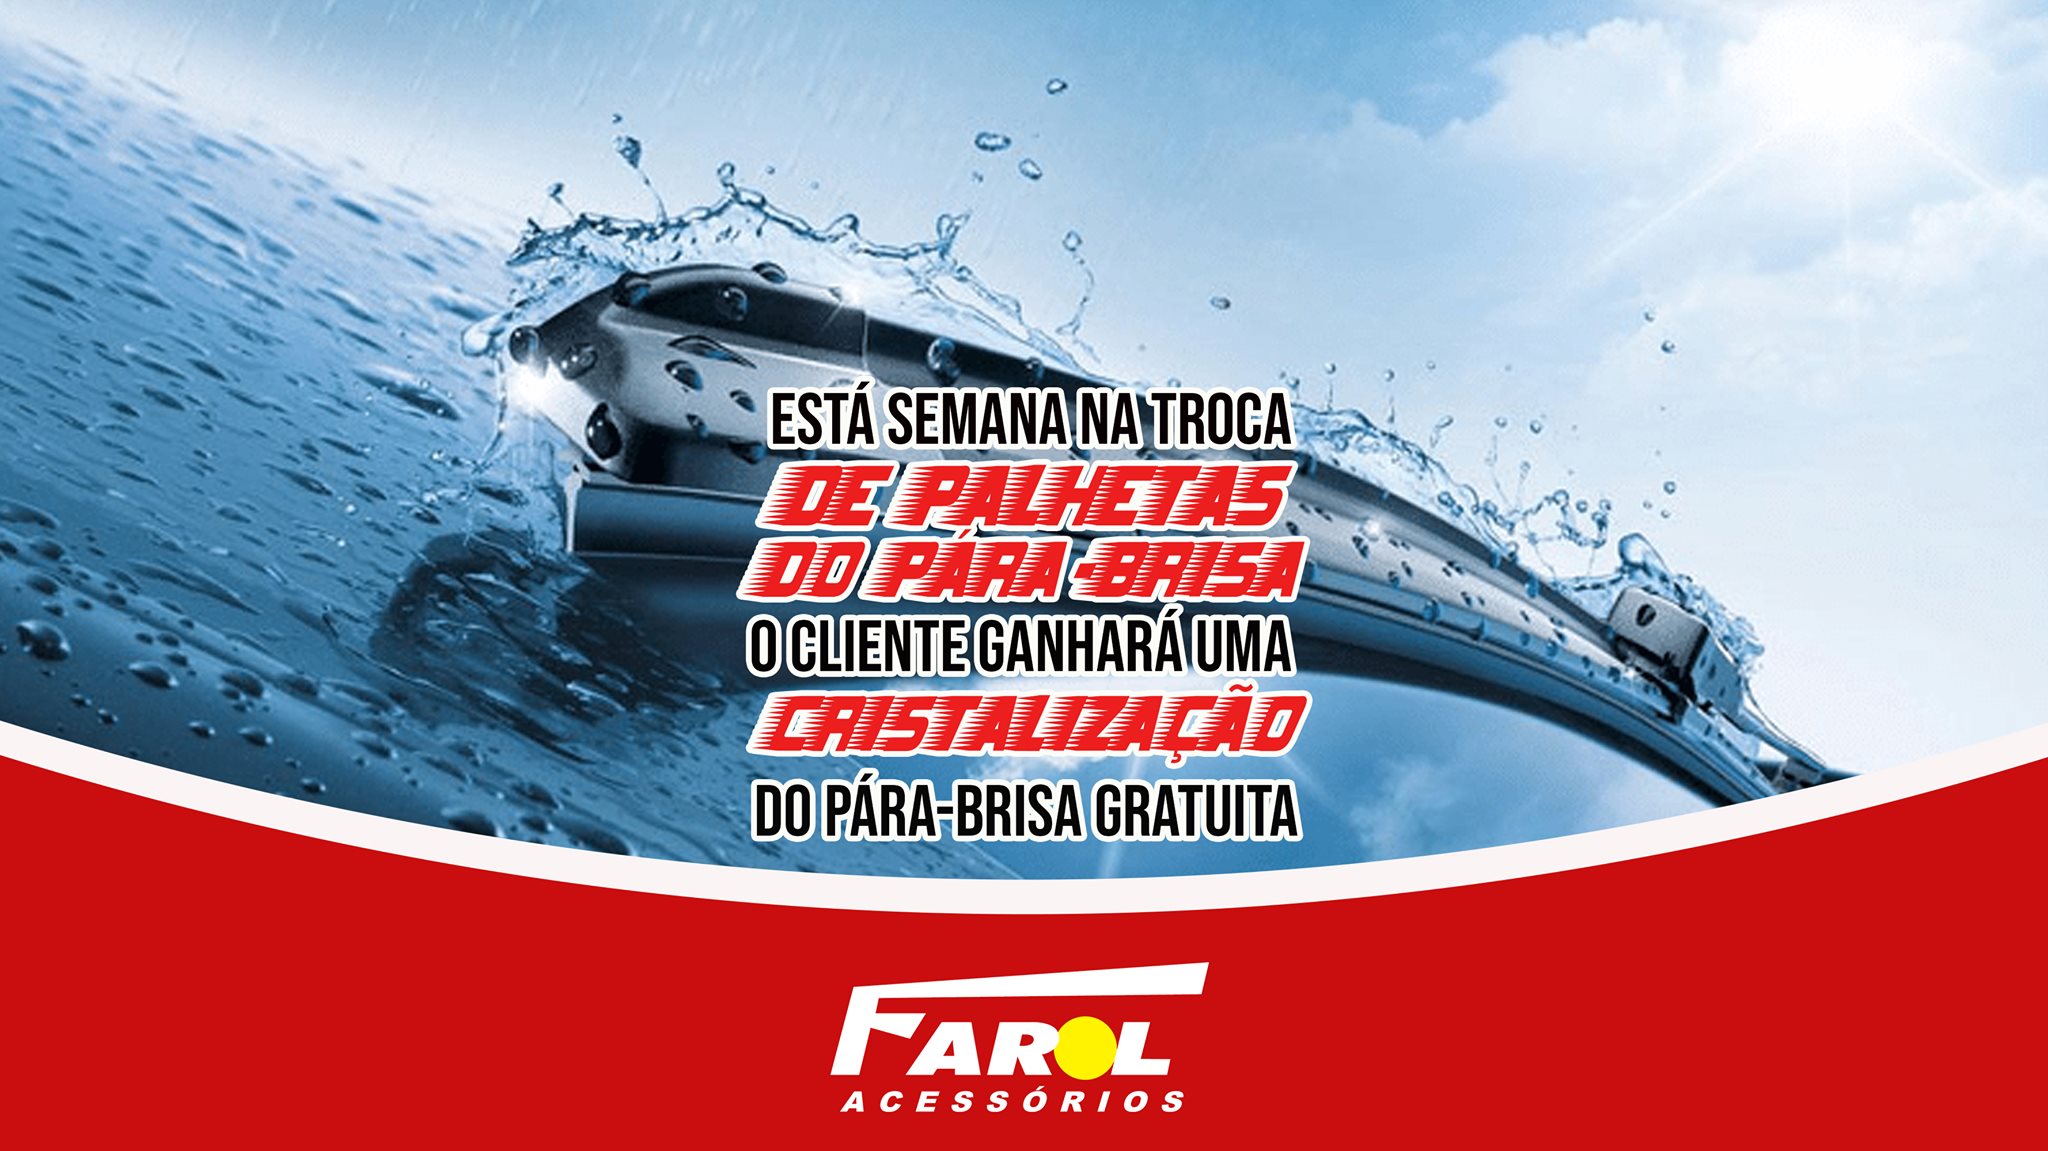 ESTÁ SEMANA NA TROCA
DE PALHETAS
DO PÁRA-BRISA
O CLIENTE GANHARÁ UMA
CRISTALIZAÇÃO
DO PÁRA-BRISA GRATUITA
FAROL
ACESSÓRIOS